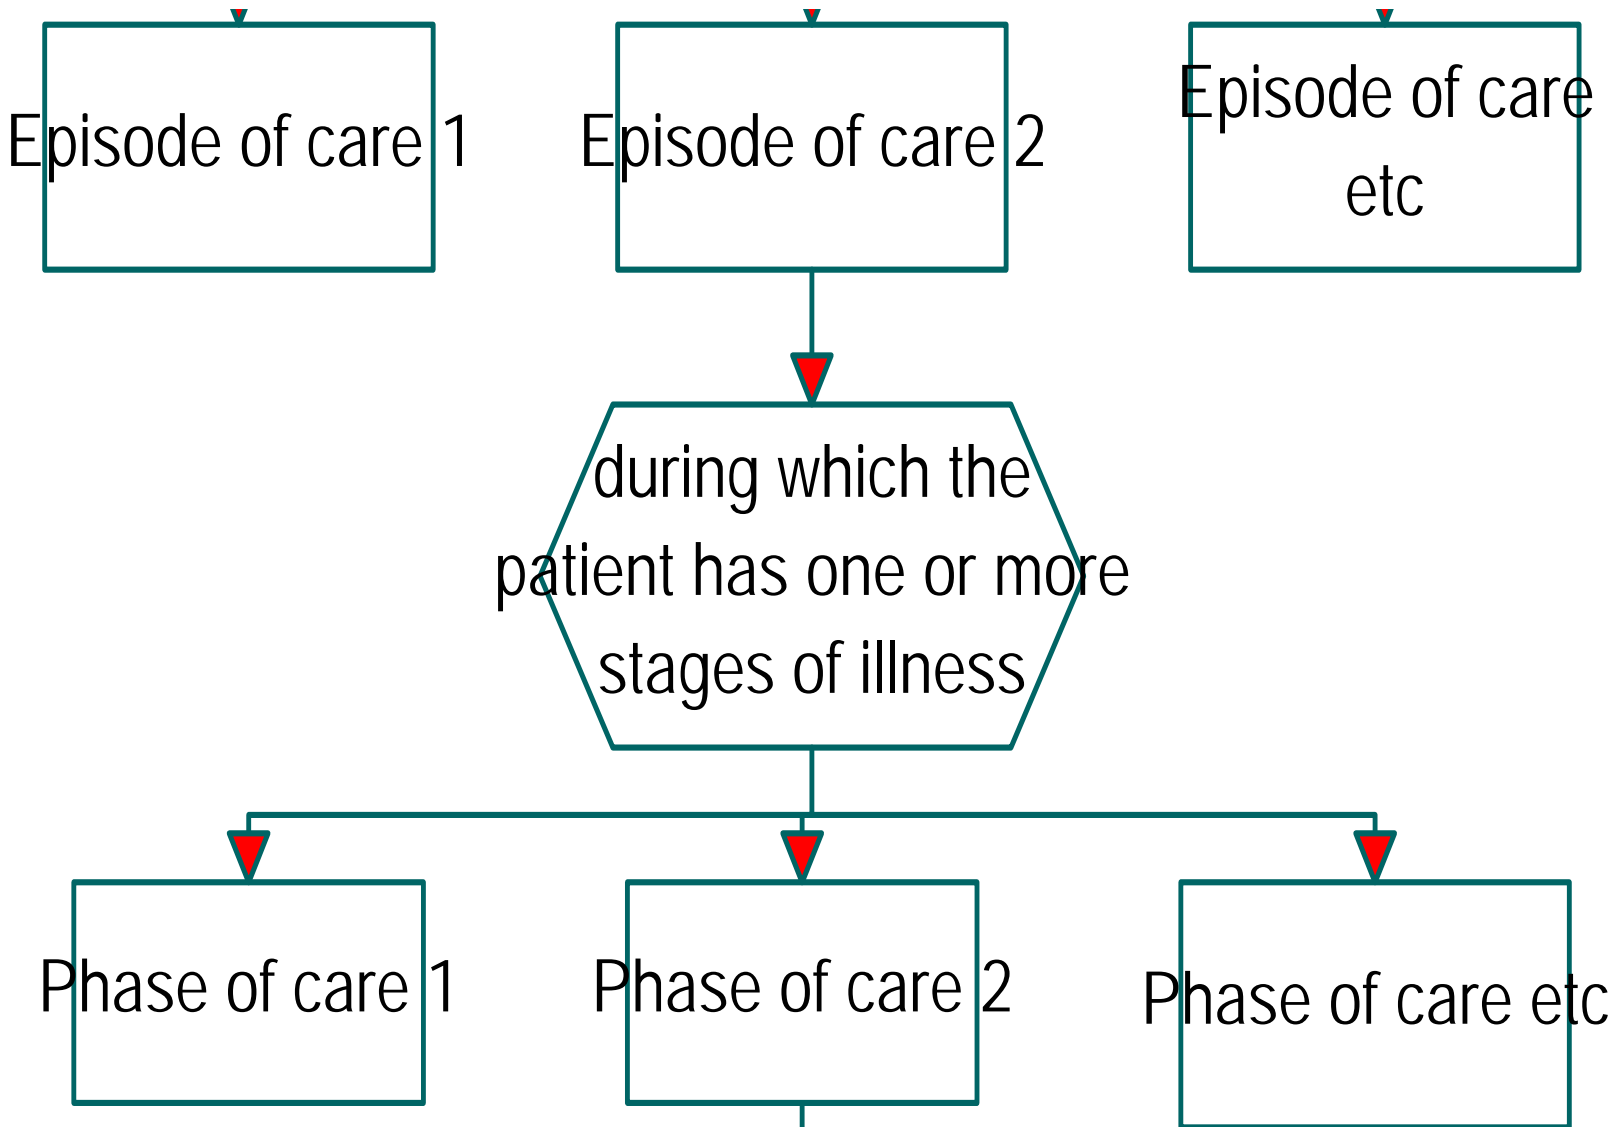 Episode of care 1
Episode of care 2
Episode of care
etc
during which the
patient has one or more
stages of illness
Phase of care 1
Phase of care 2
Phase of care etc